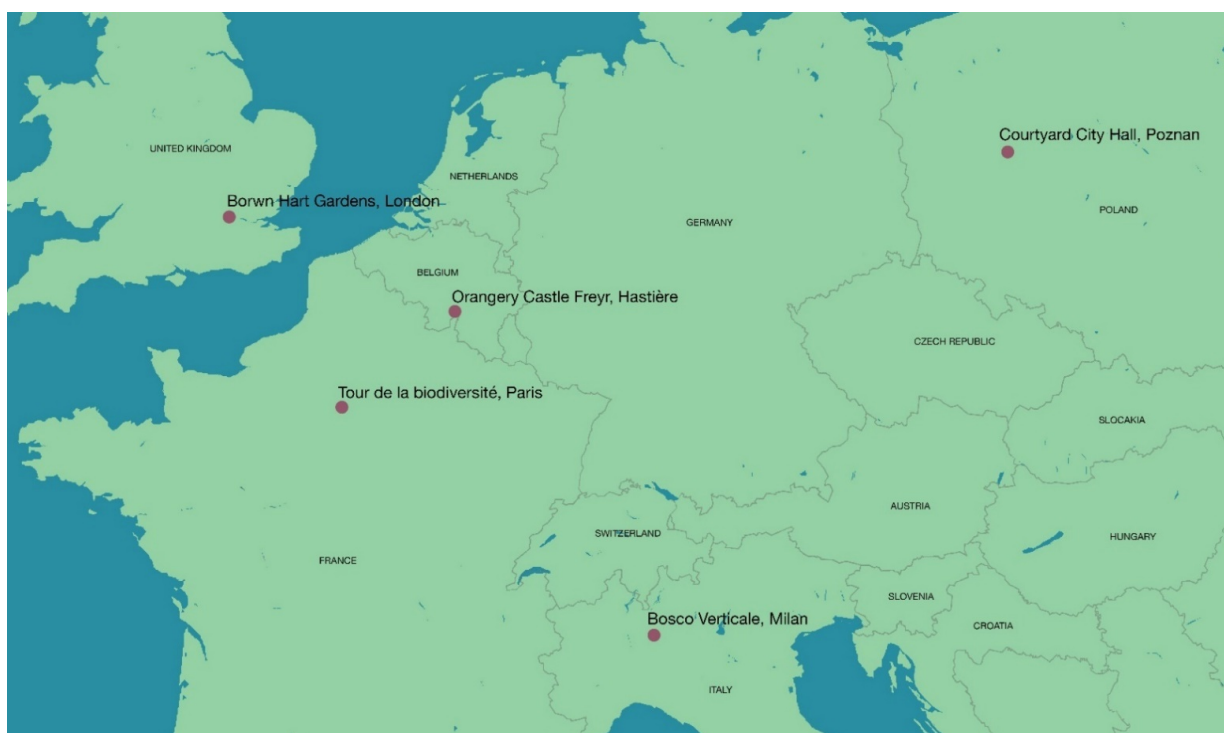 Courtyard City Hall, Poznan
UNITED KINGDOM
NETHERLANDS
Borwn Hart Gardens, London
POLAND
GERMANY
BELGIUM
Orangery Castle Freyr, Hastière
CZECH REPUBLIC
Tour de la biodiversité, Paris
SLOCAKIA
AUSTRIA
SWITZERLAND
HUNGARY
FRANCE
SLOVENIA
Bosco Verticale, Milan
CROATIA
ITALY